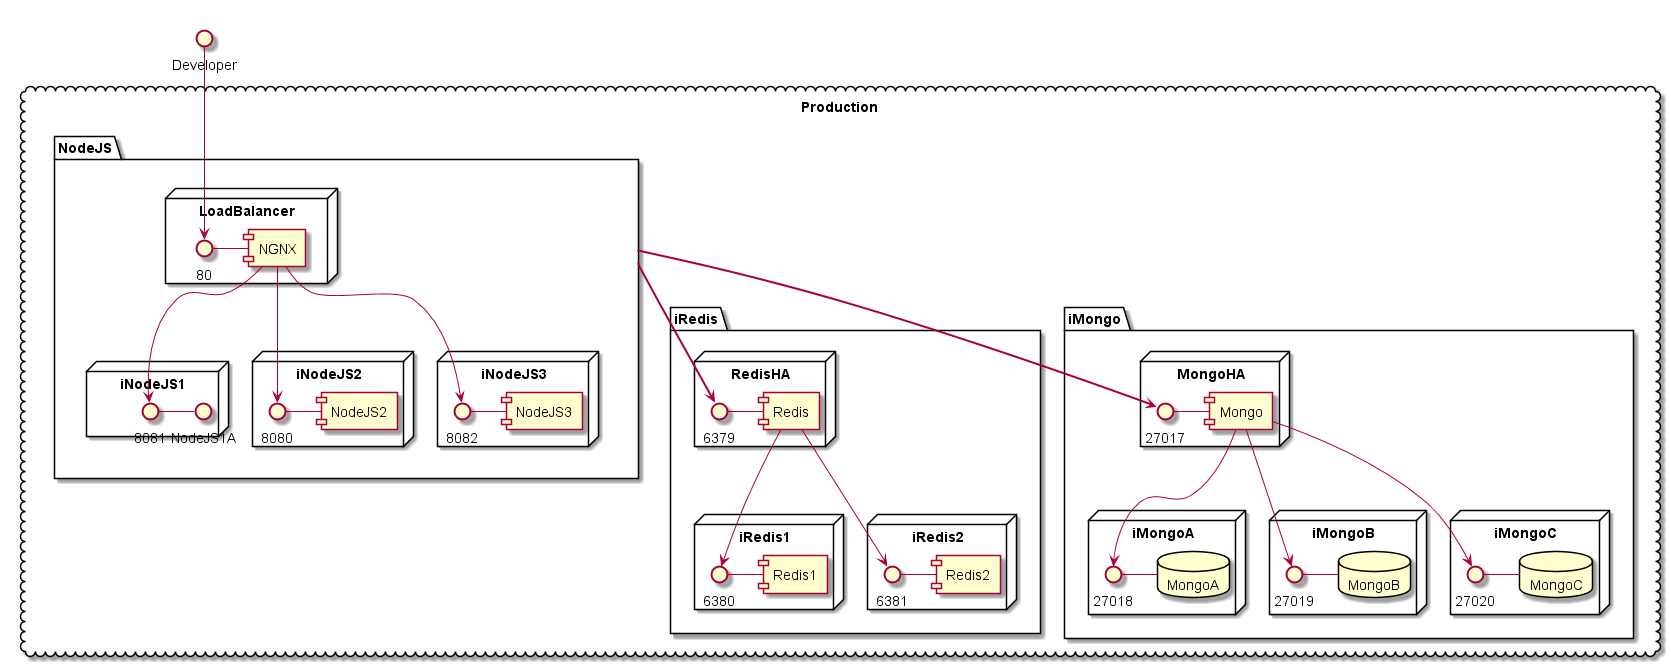 Developer
Production
NodeJS
LoadBalancer
NGNX
80
iNodeJS1
8081 NodeJS1A
iNodeJS2
NodeJS2
8080
iNodeJS3
NodeJS3
8082
iRedis
RedisHA
Redis
6379
iRedis1
Redis1
6380
iRedis2
Redis2
6381
iMongo
MongoHA
Mongo
27017
iMongoA
MongoA
27018
iMongoB
MongoB
27019
iMongoC
MongoC
27020